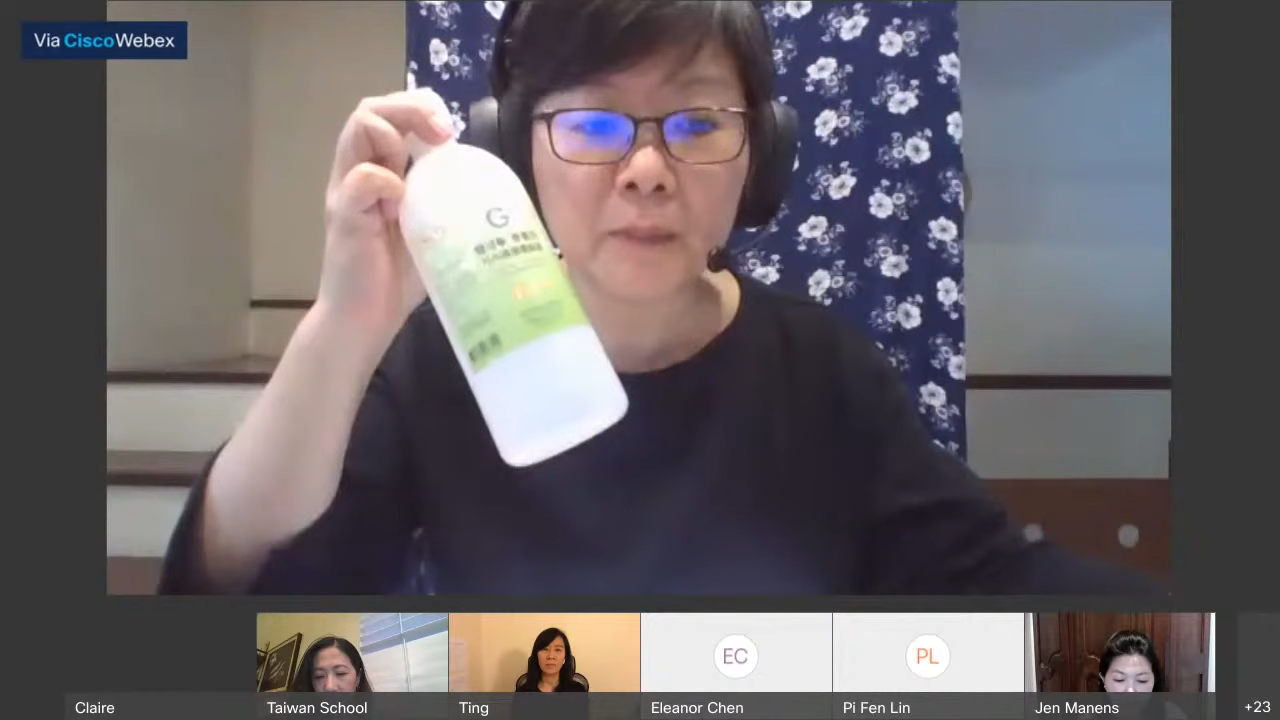 Via CiscoWebex
G
Claire
Taiwan School
Ting
Eleanor Chen
EC
Pi Fen Lin
PL
Jen Manens
+23